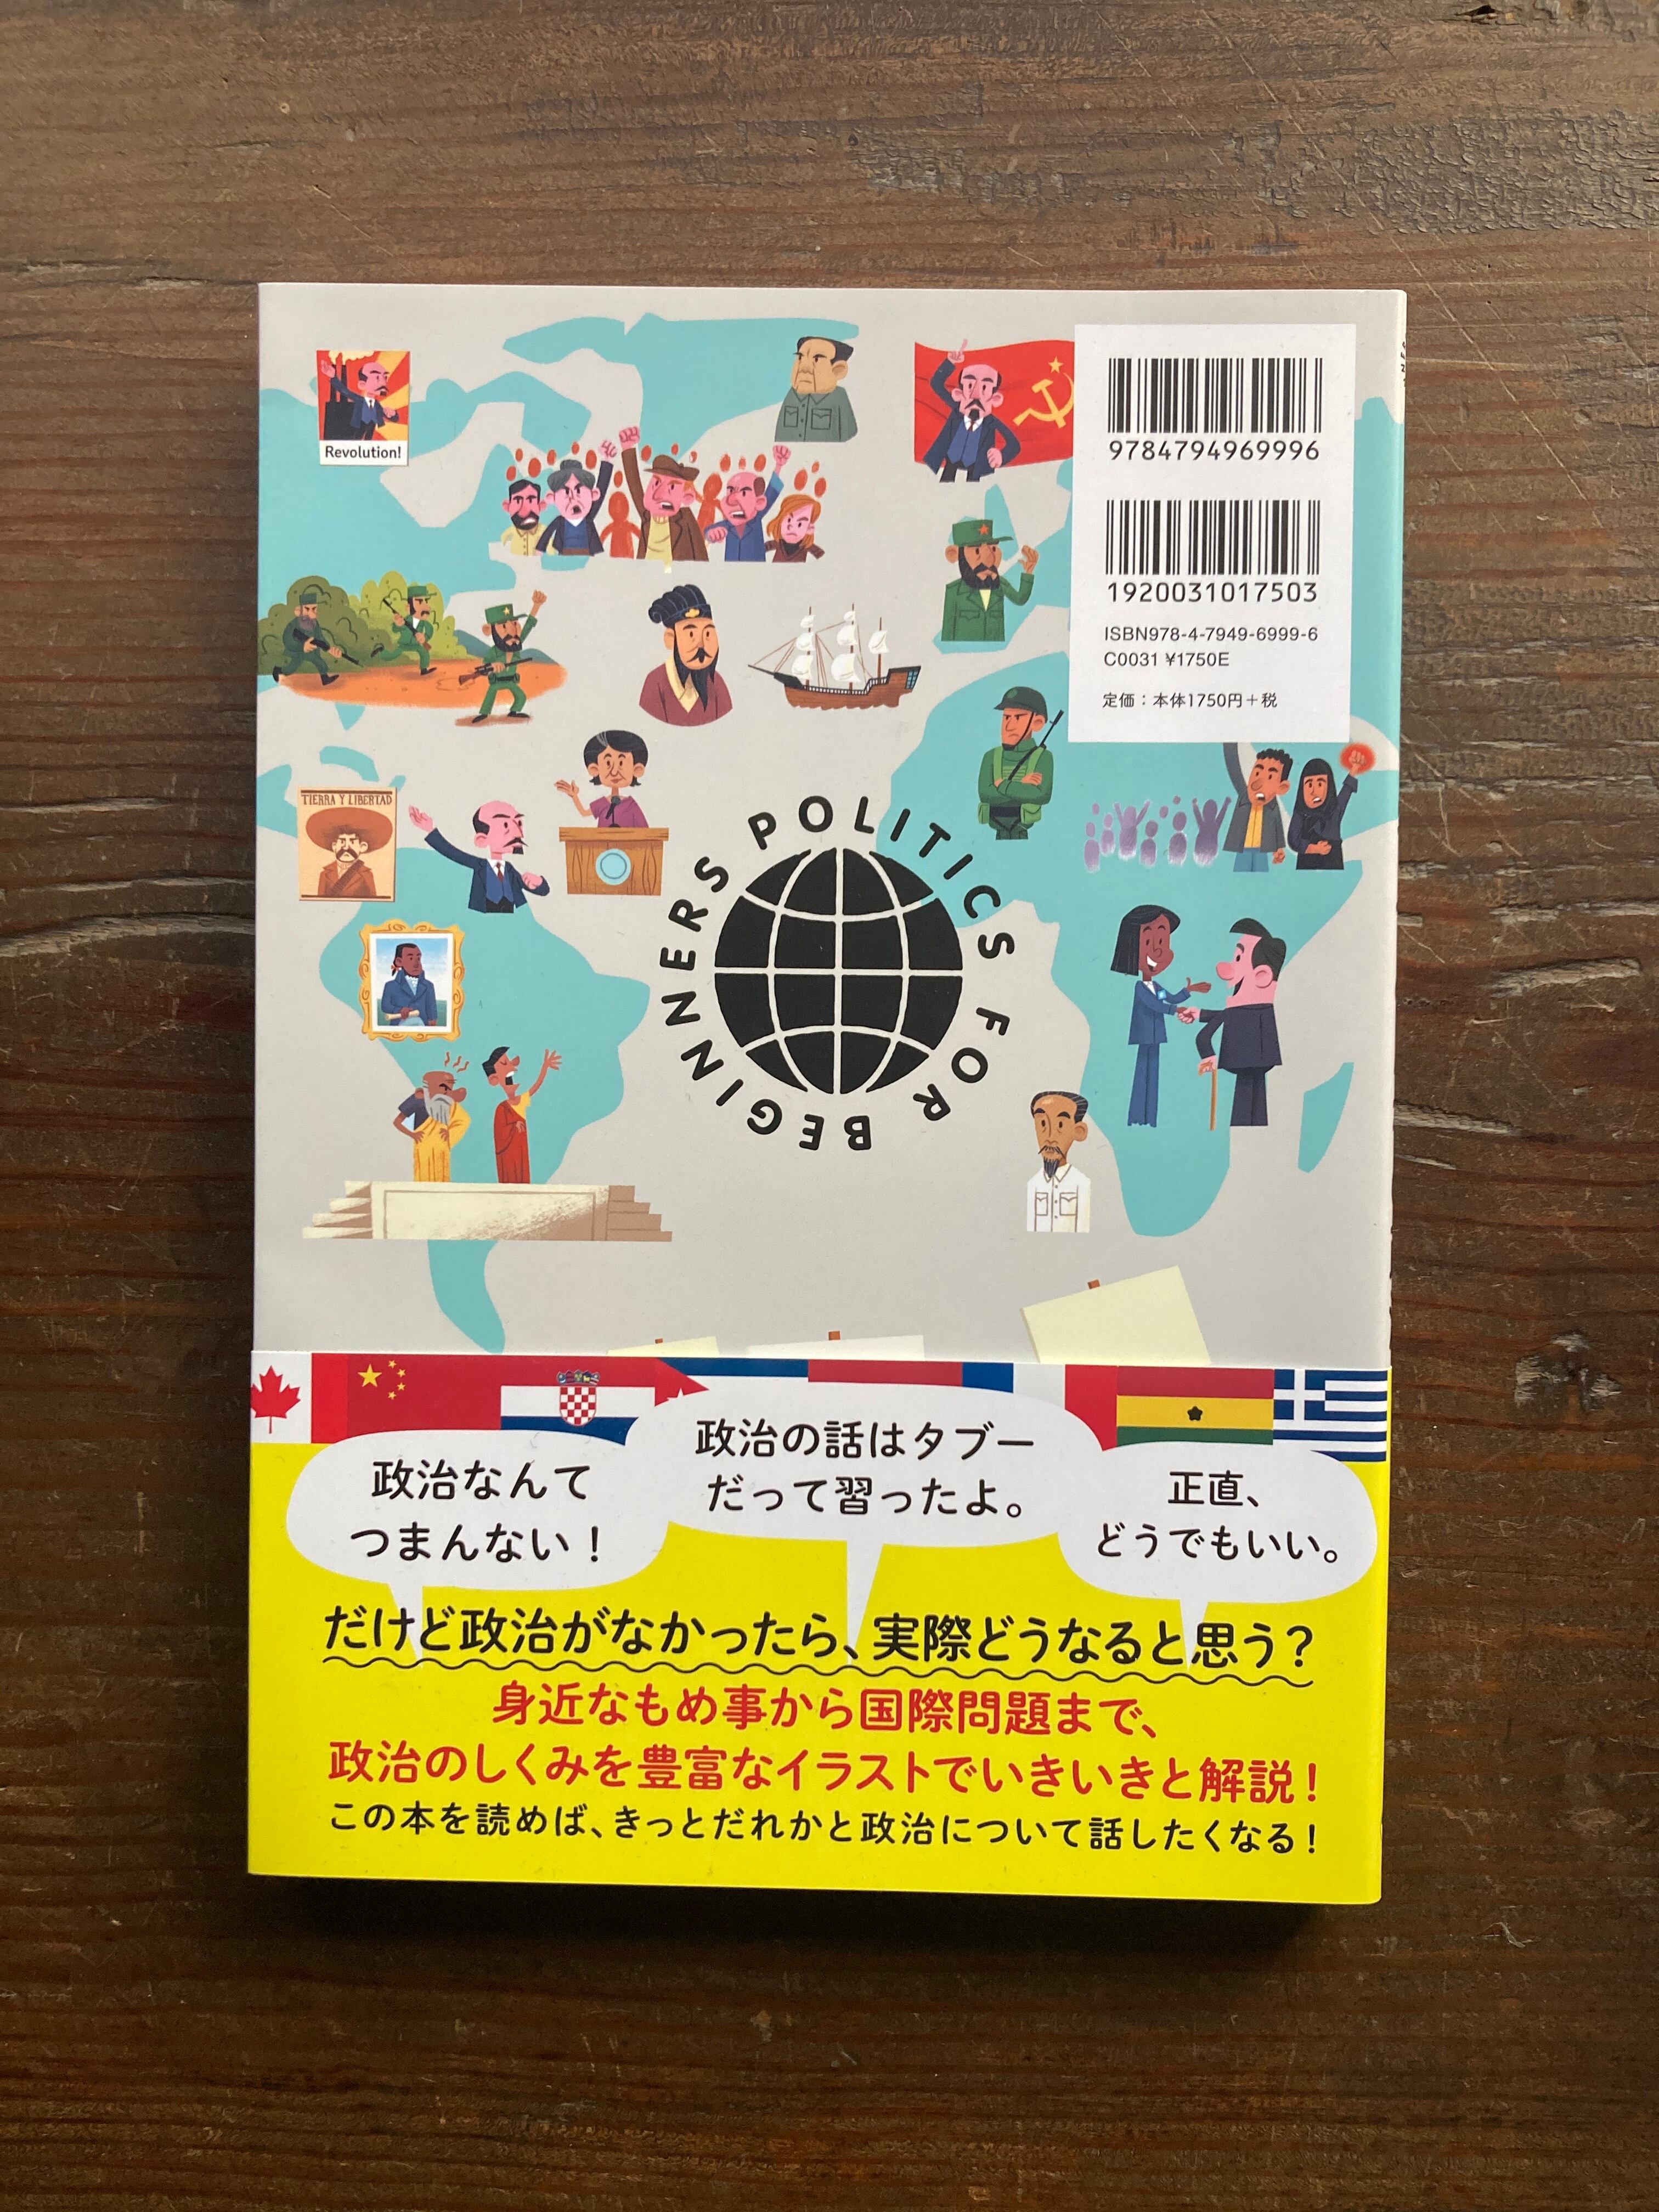 Revolution!
9784794969996
1920031017503
ISBN978-4-7949-6999-6
C0031 ¥1750E
定価：本体1750円＋税
TIERRA Y LIBERTAD
POLITICS FOR BEGINNERS
政治なんて
つまんない！
政治の話はタブー
だって習ったよ。
正直、
どうでもいい。
だけど政治がなかったら、実際どうなると思う？
身近なもめ事から国際問題まで、
政治のしくみを豊富なイラストでいきいきと解説！
この本を読めば、きっとだれかと政治について話したくなる！